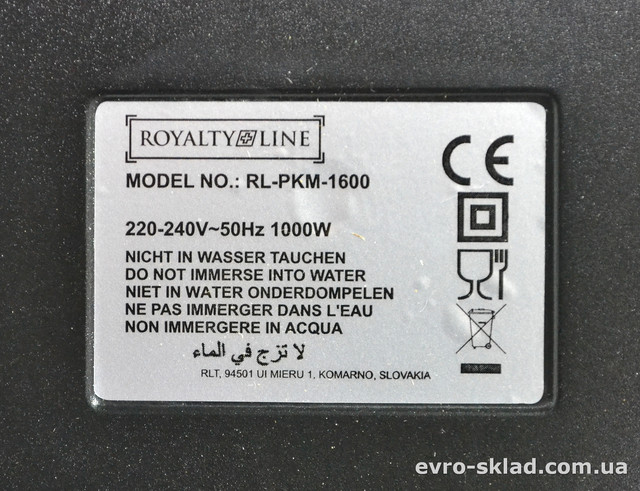 ROYALTY LINE
MODEL NO.: RL-PKM-1600
220-240V~50Hz 1000W
NICHT IN WASSER TAUCHEN
DO NOT IMMERSE INTO WATER
NIET IN WATER ONDERDOMPELEN
NE PAS IMMERGER DANS L'EAU
NON IMMERGERE IN ACQUA
لا تزج في الماء
RLT, 94501 UI MIERU 1, KOMARNO, SLOVAKIA
CE
evro-sklad.com.ua